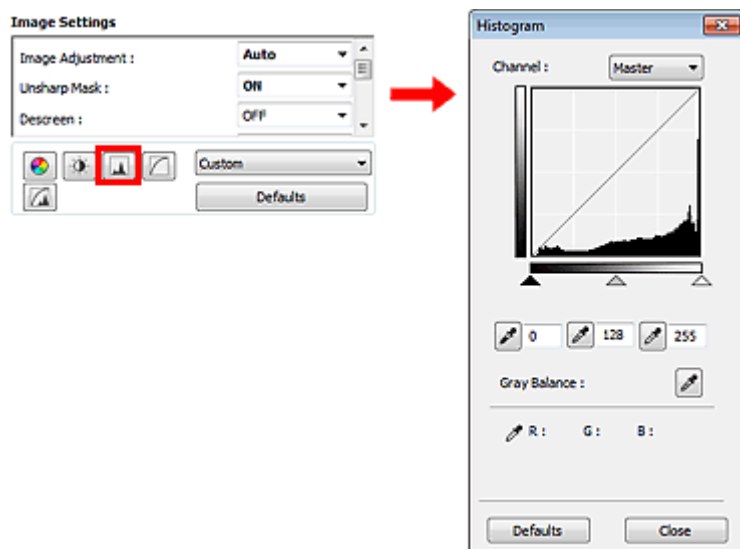 Image Settings
Image Adjustment : Auto
Unsharp Mask : ON
Descreen : OFF
Custom
Defaults
Histogram
Channel : Master
0 128 255
Gray Balance :
R : G : B :
Defaults Close